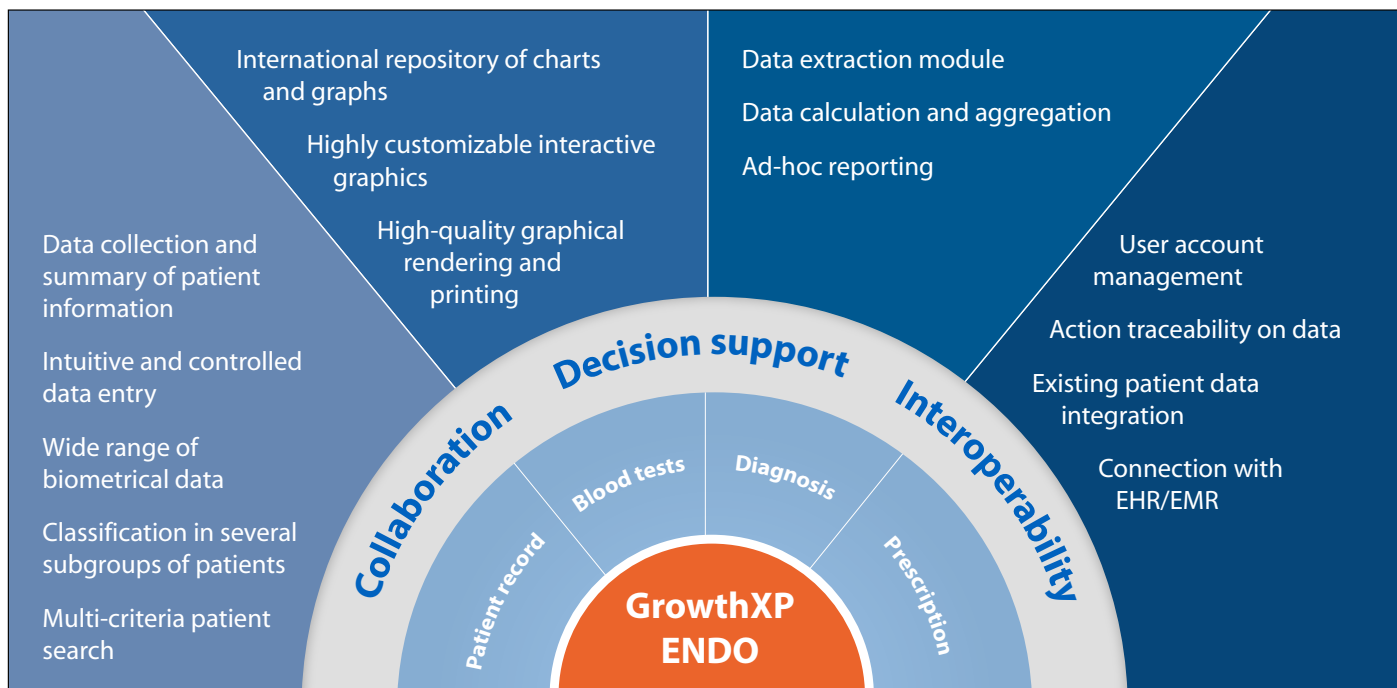 International repository of charts
and graphs
Highly customizable interactive
graphics
High-quality graphical
rendering and
printing
Data extraction module
Data calculation and aggregation
Ad-hoc reporting
Data collection and
summary of patient
information
Intuitive and controlled
data entry
Wide range of
biometrical data
Classification in several
subgroups of patients
Multi-criteria patient
search
User account
management
Action traceability on data
Existing patient data
integration
Connection with
EHR/EMR
Collaboration
Decision support
Interoperability
Patient record
Blood tests
Diagnosis
Prescription
GrowthXP
ENDO